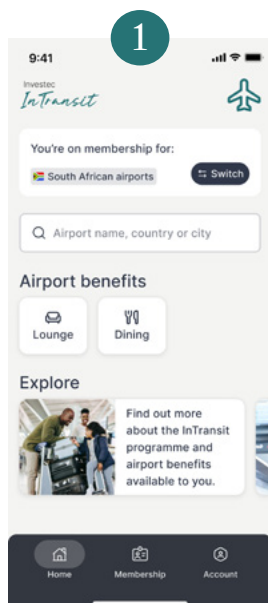 1
9:41
Investec
InTransit
You're on membership for:
South African airports
Switch
Airport name, country or city
Airport benefits
Lounge
Dining
Explore
Find out more
about the InTransit
programme and
airport benefits
available to you.
Home
Membership
Account